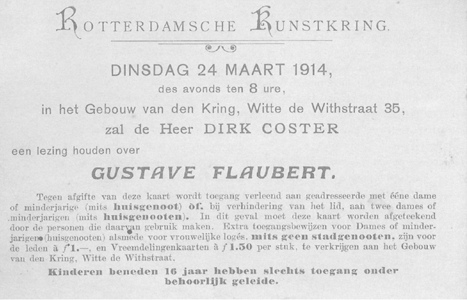 Rotterdamsche Kunstkring.
DINSDAG 24 MAART 1914,
des avonds ten 8 ure,
in het Gebouw van den Kring, Witte de Withstraat 35,
zal de Heer DIRK COSTER
een lezing houden over
GUSTAVE FLAUBERT.
Tegen afgifte van deze kaart wordt toegang verleend aan geadresseerde met ééne dame
of minderjarige (mits huisgenoot) òf, bij verhindering van het lid, aan twee dames of
minderjarigen (mits huisgenooten). In dit geval moet deze kaart worden afgeteekend
door de personen die daarvan gebruik maken. Extra toegangsbewijzen voor Dames of minder-
jarigen (huisgenooten) alsmede voor vrouwelijke logés, mits geen stadgenooten, zijn voor
de leden à ƒ1.—, en Vreemdelingenkaarten à ƒ1.50 per stuk, te verkrijgen aan het Gebouw
van den Kring, Witte de Withstraat.
Kinderen beneden 16 jaar hebben slechts toegang onder
behoorlijk geleide.